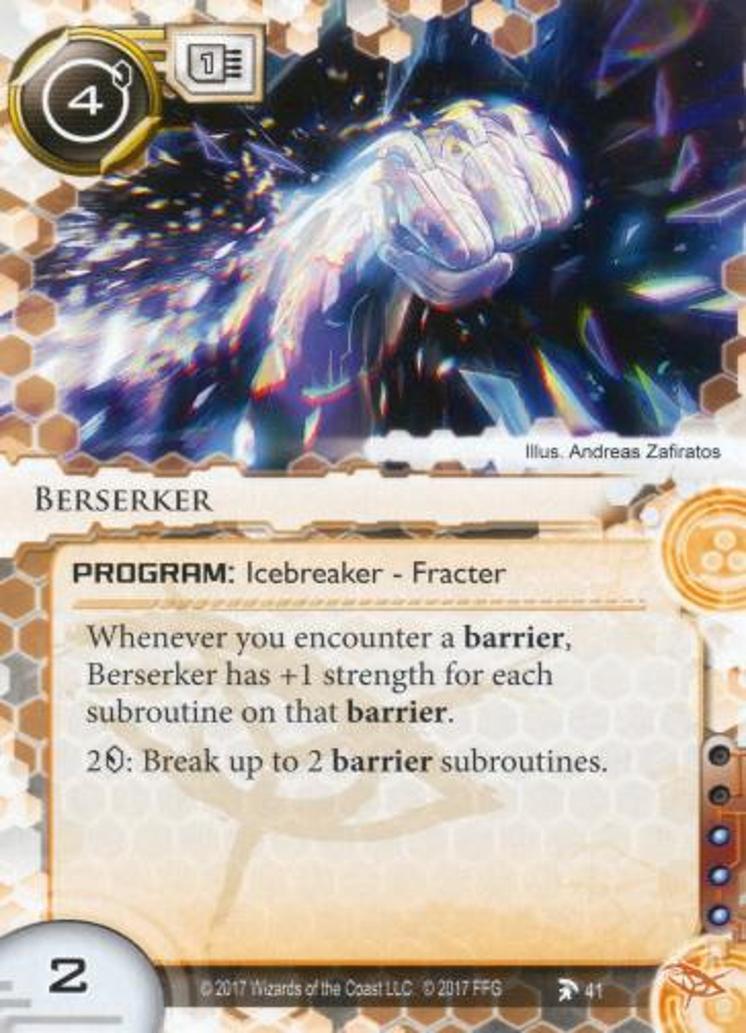 4
1
Illus. Andreas Zafiratos
BERSERKER
PROGRAM: Icebreaker - Fracter
Whenever you encounter a barrier,
Berserker has +1 strength for each
subroutine on that barrier.
2: Break up to 2 barrier subroutines.
2
© 2017 Wizards of the Coast LLC © 2017 FFG 41